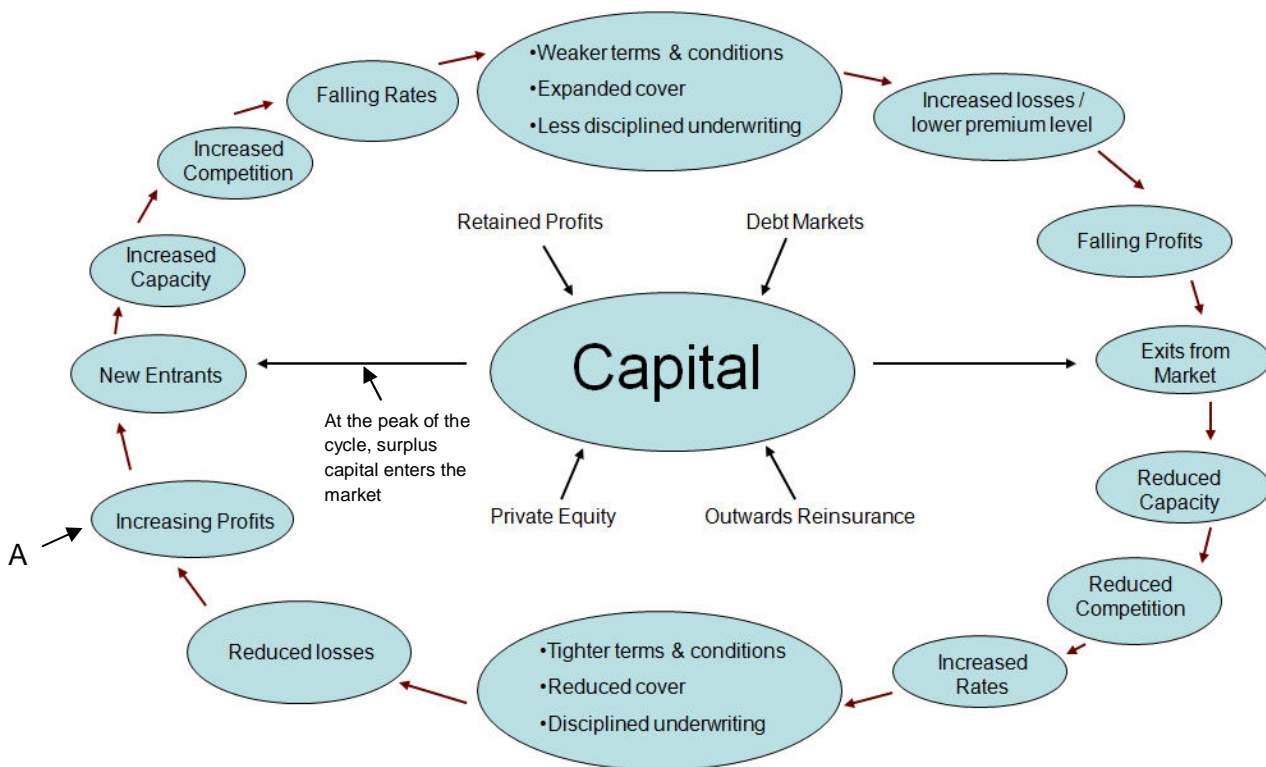 •Weaker terms & conditions
•Expanded cover
•Less disciplined underwriting
Increased losses /
lower premium level
Falling Profits
Exits from
Market
Reduced
Capacity
Reduced
Competition
Increased
Rates
•Tighter terms & conditions
•Reduced cover
•Disciplined underwriting
Reduced losses
Increasing Profits
A
New Entrants
Increased
Capacity
Increased
Competition
Falling Rates
Retained Profits
Debt Markets
Capital
At the peak of the
cycle, surplus
capital enters the
market
Private Equity
Outwards Reinsurance